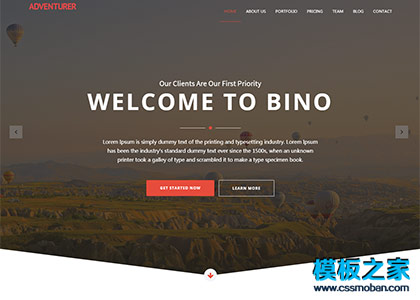 ADVENTURER
HOME ABOUT US PORTFOLIO PRICING TEAM BLOG CONTACT
Our Clients Are Our First Priority
WELCOME TO BINO
Lorem Ipsum is simply dummy text of the printing and typesetting industry. Lorem Ipsum
has been the industry's standard dummy text ever since the 1500s, when an unknown
printer took a galley of type and scrambled it to make a type specimen book.
GET STARTED NOW LEARN MORE
模板之家
www.cssmoban.com